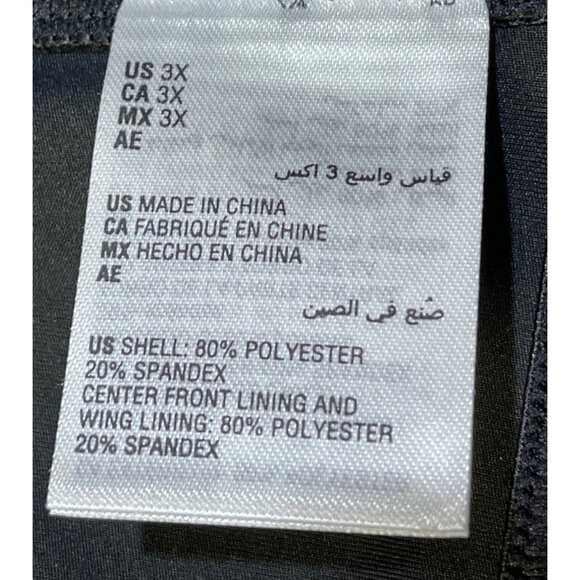 US 3X
CA 3X
MX 3X
AE
قياس واسع 3 اكس
US MADE IN CHINA
CA FABRIQUÉ EN CHINE
MX HECHO EN CHINA
AE
صُنع في الصين
US SHELL: 80% POLYESTER
20% SPANDEX
CENTER FRONT LINING AND
WING LINING: 80% POLYESTER
20% SPANDEX